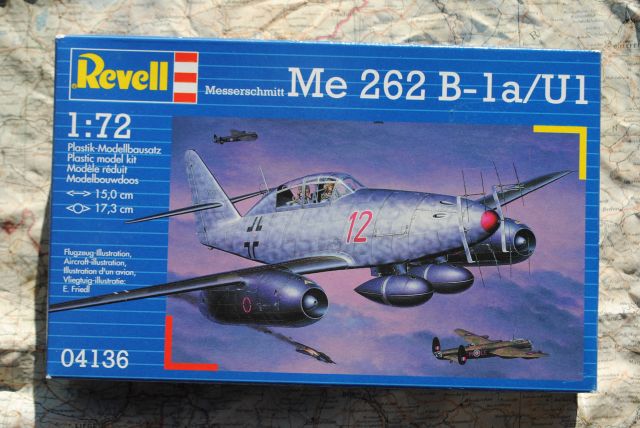 Revell
Messerschmitt Me 262 B-1a/U1
1:72
Plastik-Modellbausatz
Plastic model kit
Modèle réduit
Modelbouwdoos
15,0 cm
17,3 cm
12
Flugzeug-Illustration,
Aircraft-illustration,
Illustration d'un avion,
Vliegtuig-illustratie:
E. Friedl
04136